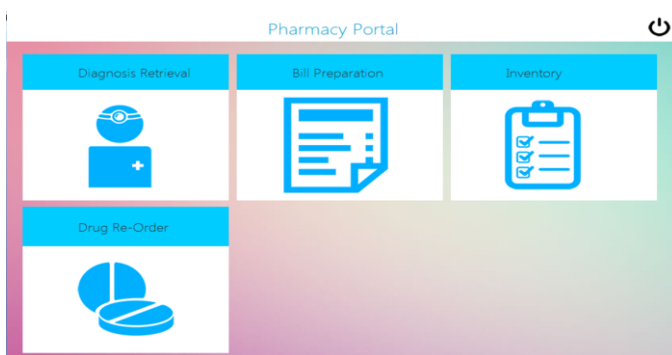 Pharmacy Portal
Diagnosis Retrieval
Bill Preparation
Inventory
Drug Re-Order